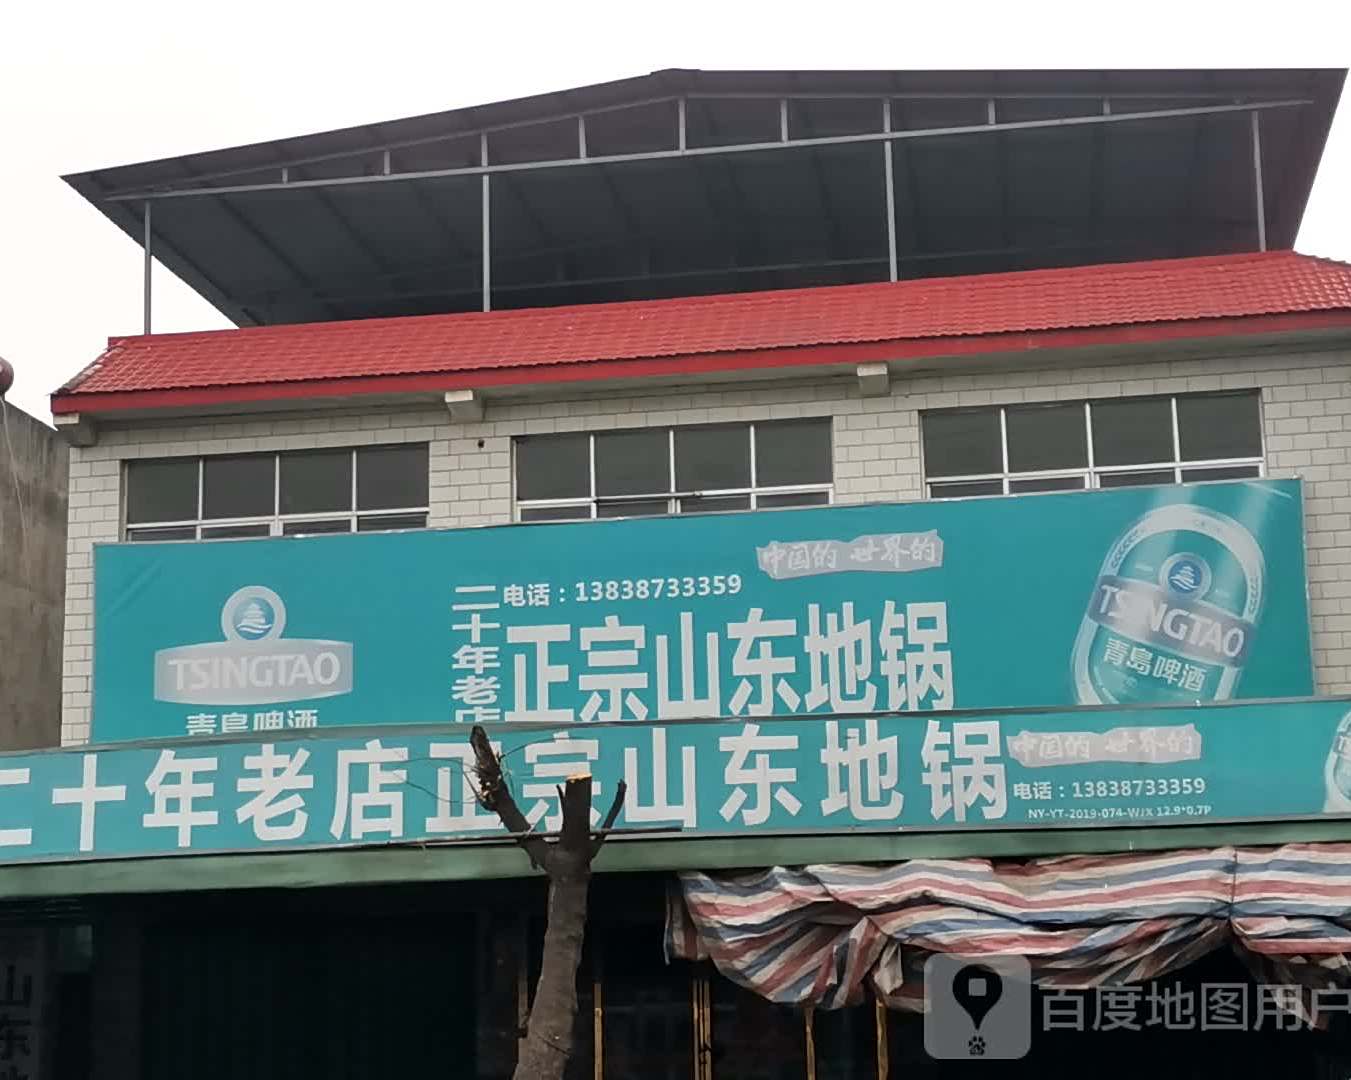 中国的 世界的
电话：13838733359
二十年老店
正宗山东地锅
TSINGTAO
青島啤酒
TSINGTAO
青島啤酒
二十年老店正宗山东地锅
中国的 世界的
电话：13838733359
NY-YT-2019-074-WJX 12.9*0.7P
山东
百度地图用户